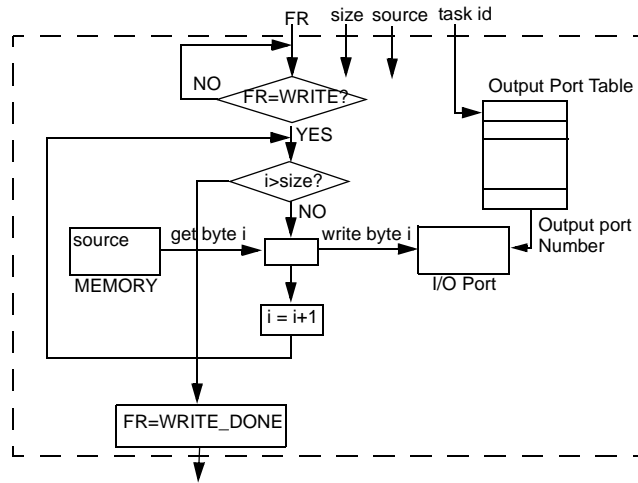 FR
size
source
task id
NO
FR=WRITE?
Output Port Table
YES
i>size?
NO
source
get byte i
write byte i
Output port
Number
MEMORY
I/O Port
i = i+1
FR=WRITE_DONE